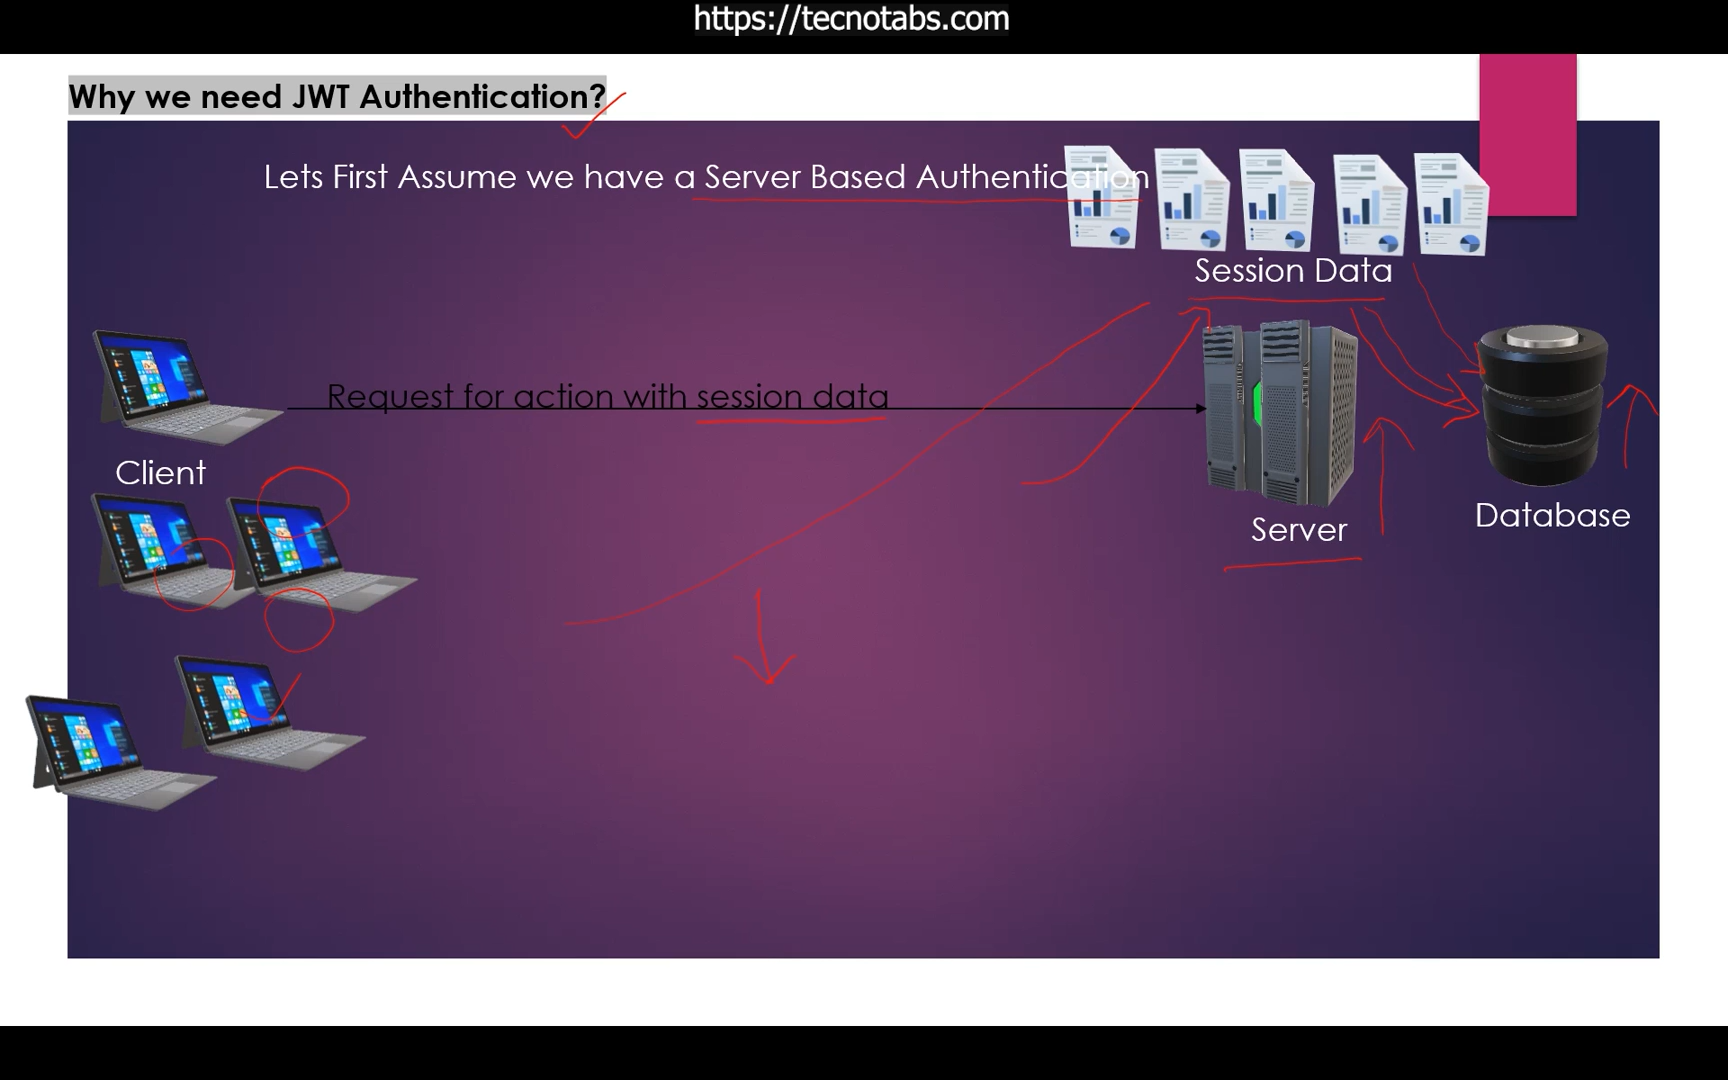 https://tecnotabs.com
Why we need JWT Authentication?
Lets First Assume we have a Server Based Authentication
Session Data
Request for action with session data
Client
Server
Database